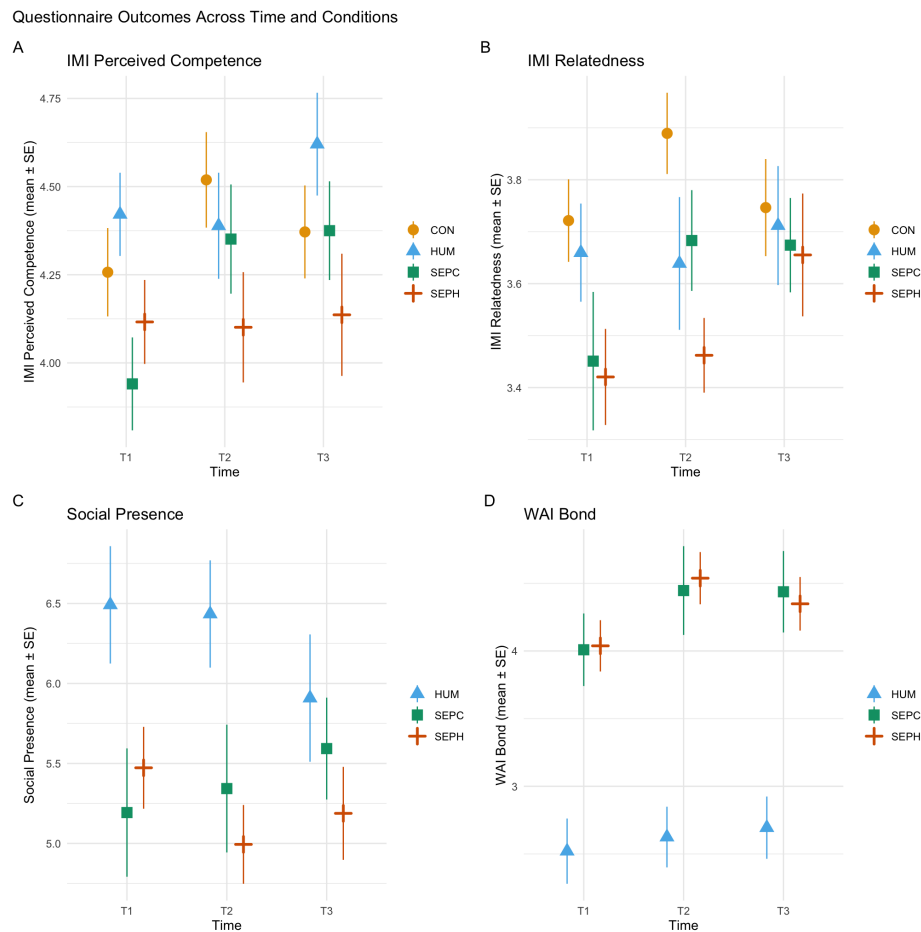 Questionnaire Outcomes Across Time and Conditions
A
IMI Perceived Competence
IMI Perceived Competence (mean ± SE)
4.75
4.50
4.25
4.00
T1
T2
T3
Time
CON
HUM
SEPC
SEPH
B
IMI Relatedness
IMI Relatedness (mean ± SE)
3.8
3.6
3.4
T1
T2
T3
Time
CON
HUM
SEPC
SEPH
C
Social Presence
Social Presence (mean ± SE)
6.5
6.0
5.5
5.0
T1
T2
T3
Time
HUM
SEPC
SEPH
D
WAI Bond
WAI Bond (mean ± SE)
4
3
T1
T2
T3
Time
HUM
SEPC
SEPH